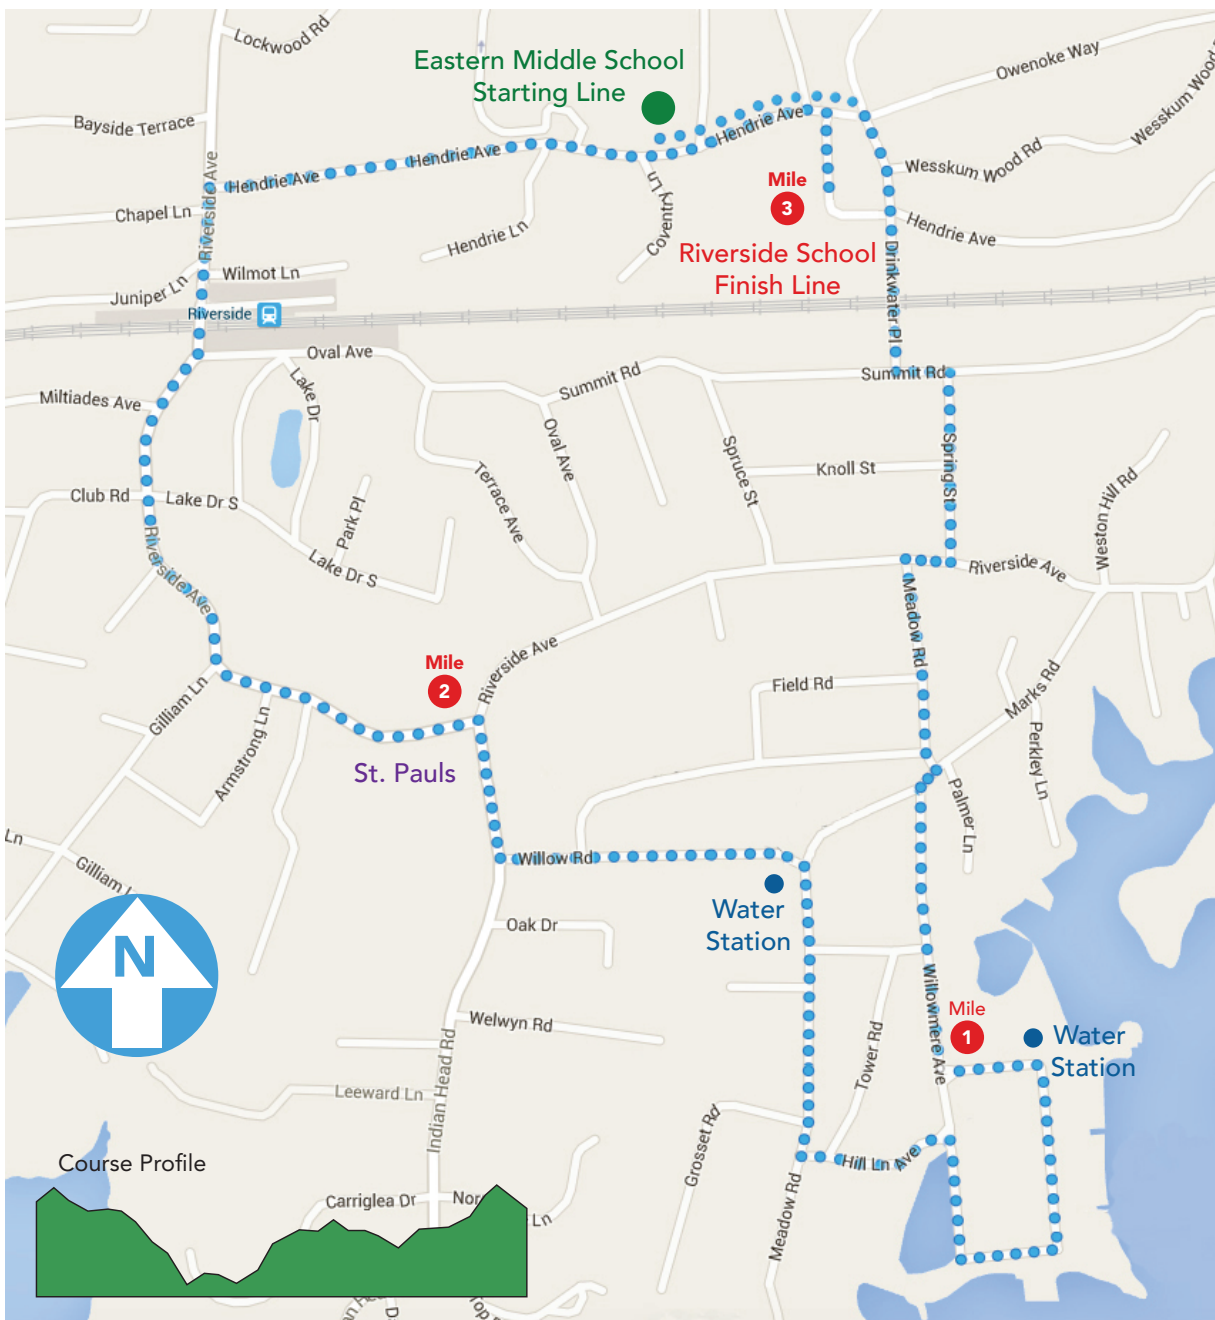 Lockwood Rd
Eastern Middle School
Starting Line
Owenoke Way
Wesskum Wood
Bayside Terrace
Hendrie Ave
Hendrie Ave
Hendrie Ave
Wesskum Wood Rd
Riverside Ave
Mile
3
Chapel Ln
Coventry Ln
Hendrie Ln
Hendrie Ave
Riverside School
Finish Line
Drinkwater Pl
Wilmot Ln
Juniper Ln
Riverside
Oval Ave
Summit Rd
Summit Rd
Miltiades Ave
Lake Dr
Oval Ave
Spruce St
Spring St
Knoll St
Terrace Ave
Weston Hill Rd
Club Rd
Lake Dr S
Park Pl
Lake Dr S
Riverside Ave
Riverside Ave
Meadow Rd
Mile
2
Riverside Ave
Field Rd
Marks Rd
Gilliam Ln
Armstrong Ln
Perkley Ln
St. Pauls
Palmer Ln
Ln
Gilliam
Willow Rd
Water
Station
Oak Dr
N
Willowmere Ave
Mile
1
Water
Station
Welwyn Rd
Tower Rd
Indian Head Rd
Leeward Ln
Grosset Rd
Hill Ln Ave
Course Profile
Carriglea Dr
Nor
Ln
Meadow Rd